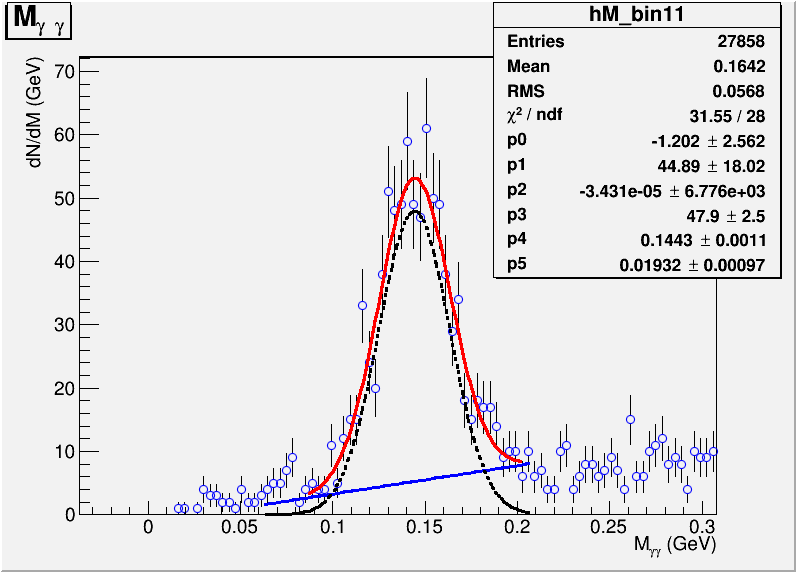 Mγ γ
hM_bin11
Entries 27858
Mean 0.1642
RMS 0.0568
χ² / ndf 31.55 / 28
p0 -1.202 ± 2.562
p1 44.89 ± 18.02
p2 -3.431e-05 ± 6.776e+03
p3 47.9 ± 2.5
p4 0.1443 ± 0.0011
p5 0.01932 ± 0.00097
dN/dM (GeV)
70
60
50
40
30
20
10
0
0 0.05 0.1 0.15 0.2 0.25 0.3
Mγγ (GeV)